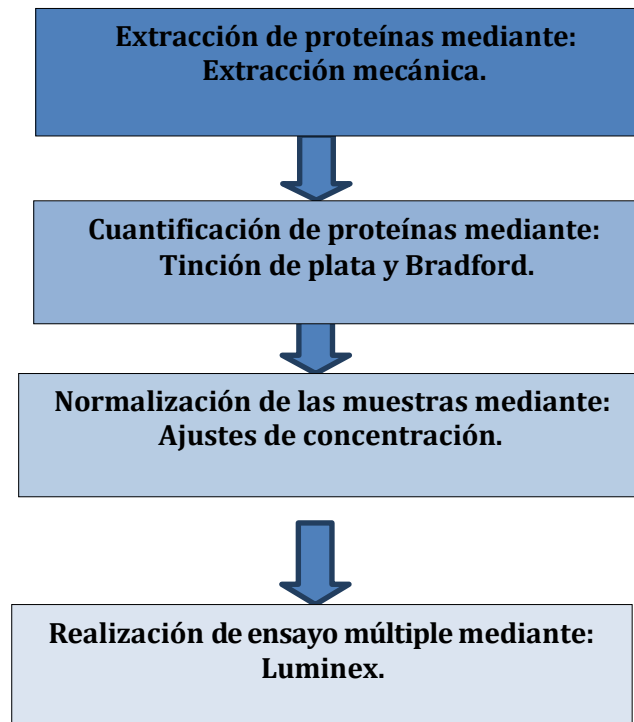 Extracción de proteínas mediante:
Extracción mecánica.
Cuantificación de proteínas mediante:
Tinción de plata y Bradford.
Normalización de las muestras mediante:
Ajustes de concentración.
Realización de ensayo múltiple mediante:
Luminex.